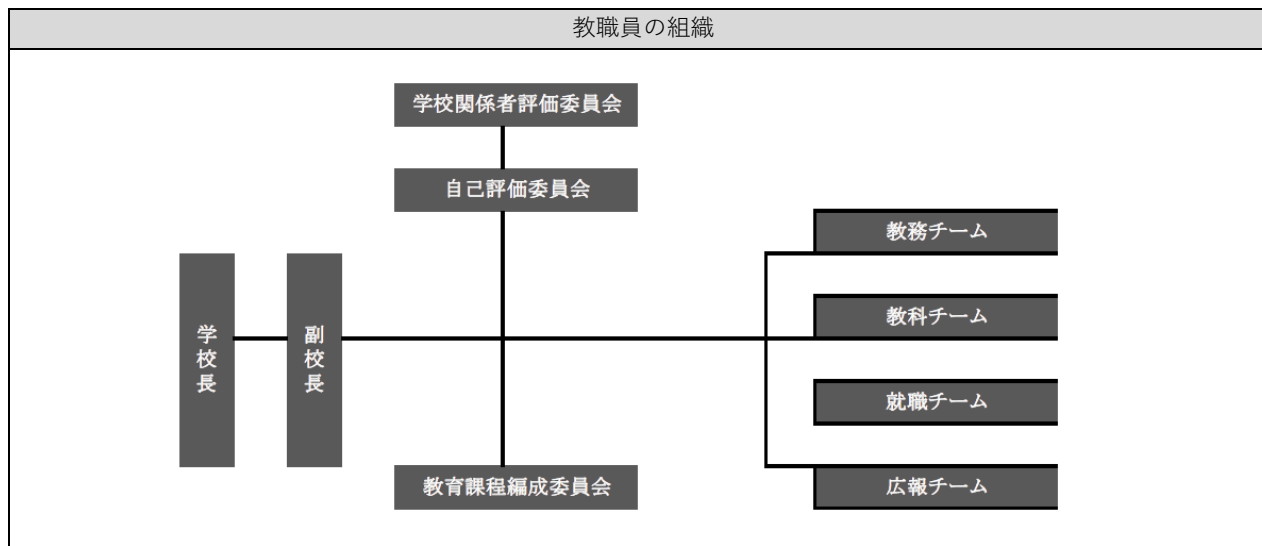 教職員の組織
学校関係者評価委員会
自己評価委員会
教務チーム
教科チーム
学校長
副校長
就職チーム
教育課程編成委員会
広報チーム